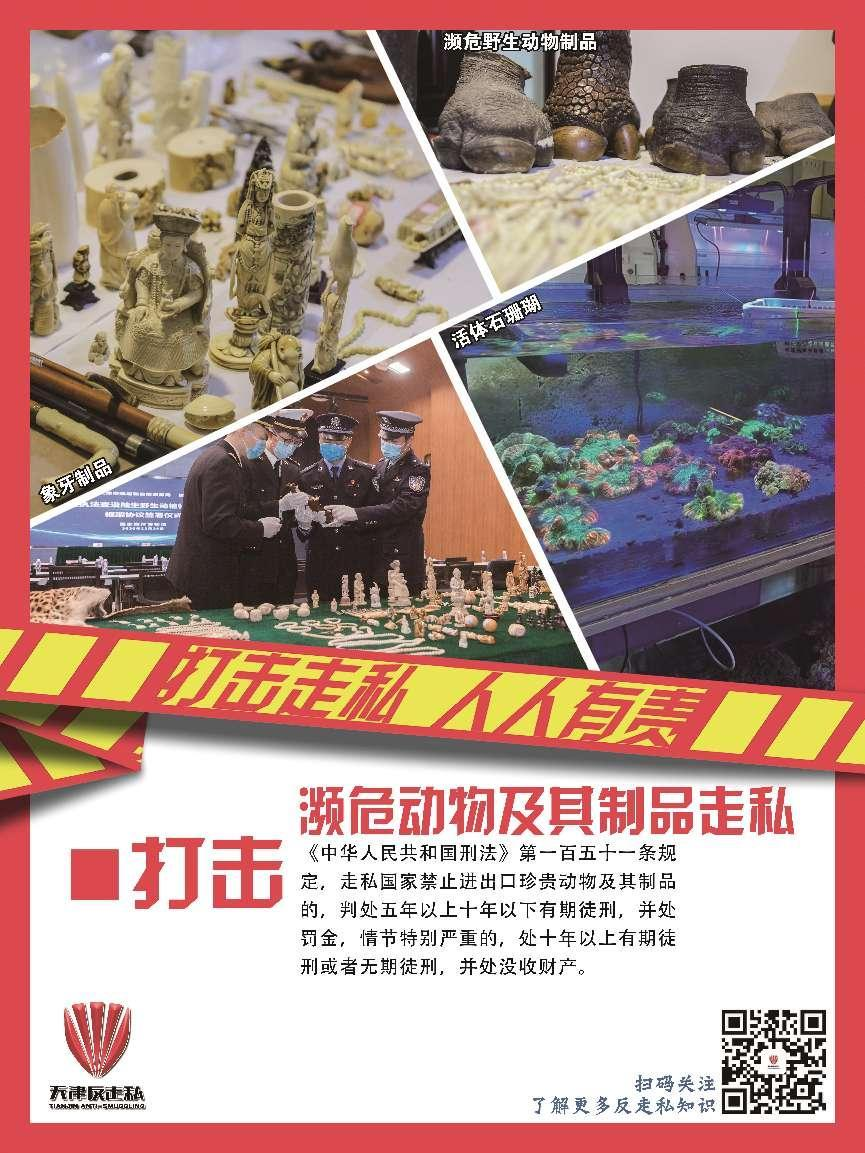 濒危野生动物制品
活体石珊瑚
象牙制品
打击走私 人人有责
濒危动物及其制品走私
■打击
《中华人民共和国刑法》第一百五十一条规
定，走私国家禁止进出口珍贵动物及其制品
的，判处五年以上十年以下有期徒刑，并处
罚金，情节特别严重的，处十年以上有期徒
刑或者无期徒刑，并处没收财产。
天津反走私
TIANJIN ANTI-SMUGGLING
扫码关注
了解更多反走私知识